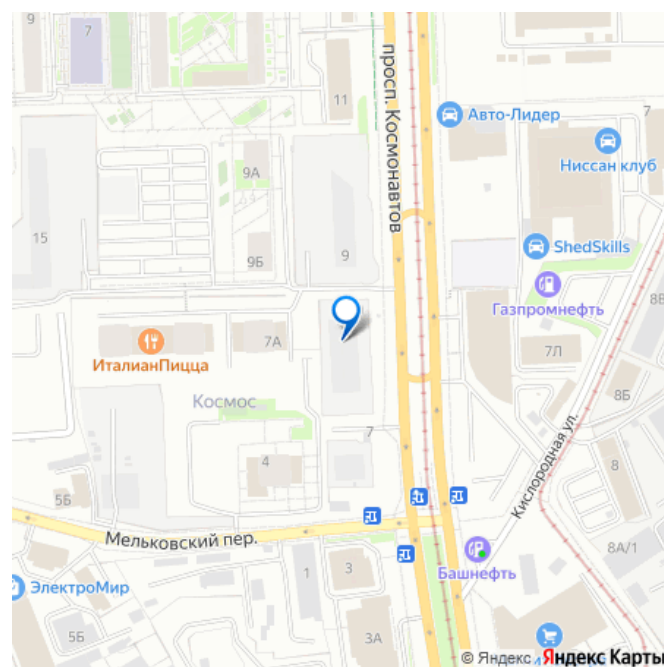 9
7
4
11
просп. Космонавтов
Авто-Лидер
7
Ниссан клуб
9А
15
9Б
9
ShedSkills
Газпромнефть
8В
ИталианПицца
7А
7Л
8Б
Космос
7
4
Кислородная ул.
8
5Б
Мельковский пер.
8А/1
Башнефть
1
3
ЭлектроМир
5Б
3А
© Яндекс Яндекс Карты